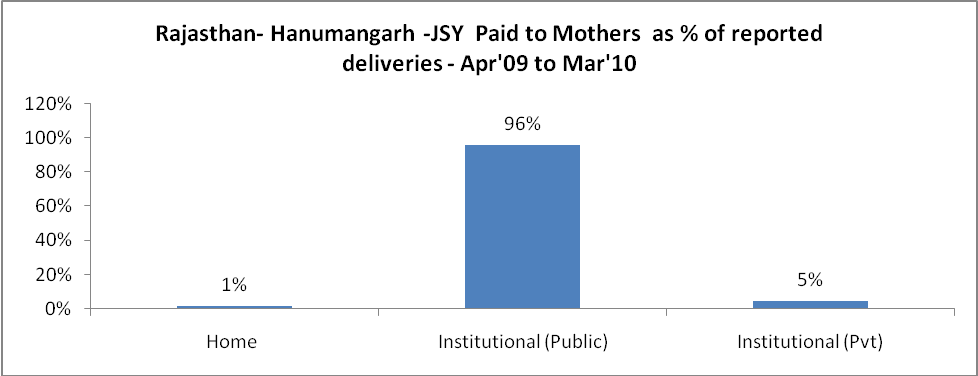 Rajasthan- Hanumangarh -JSY  Paid to Mothers  as % of reported
deliveries - Apr'09 to Mar'10
120%
100%
80%
60%
40%
20%
0%
1%
96%
5%
Home
Institutional (Public)
Institutional (Pvt)